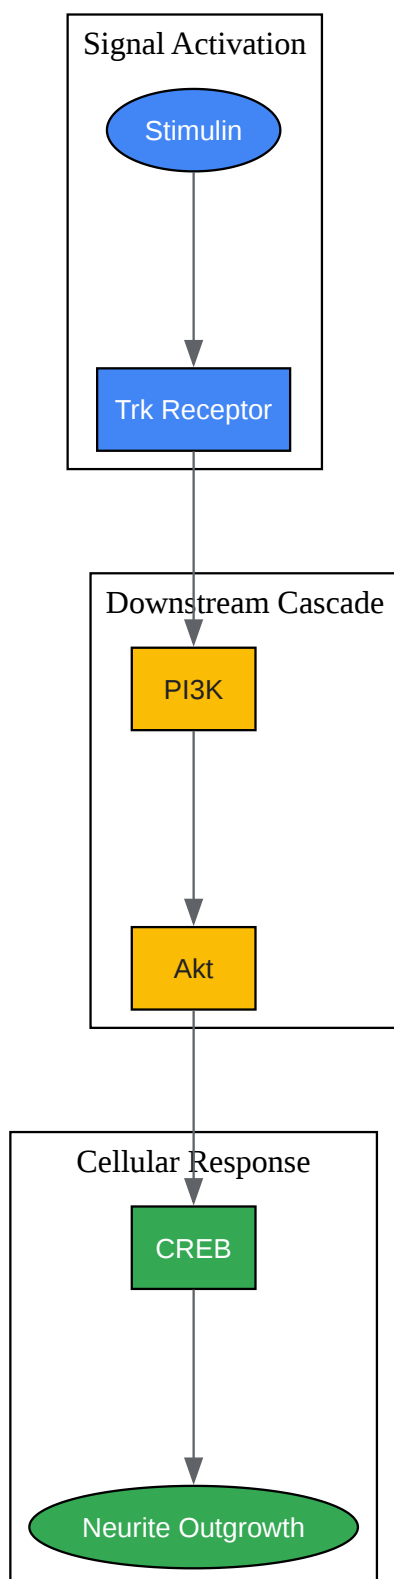 Signal Activation
Stimulin
Trk Receptor
Downstream Cascade
PI3K
Akt
Cellular Response
CREB
Neurite Outgrowth